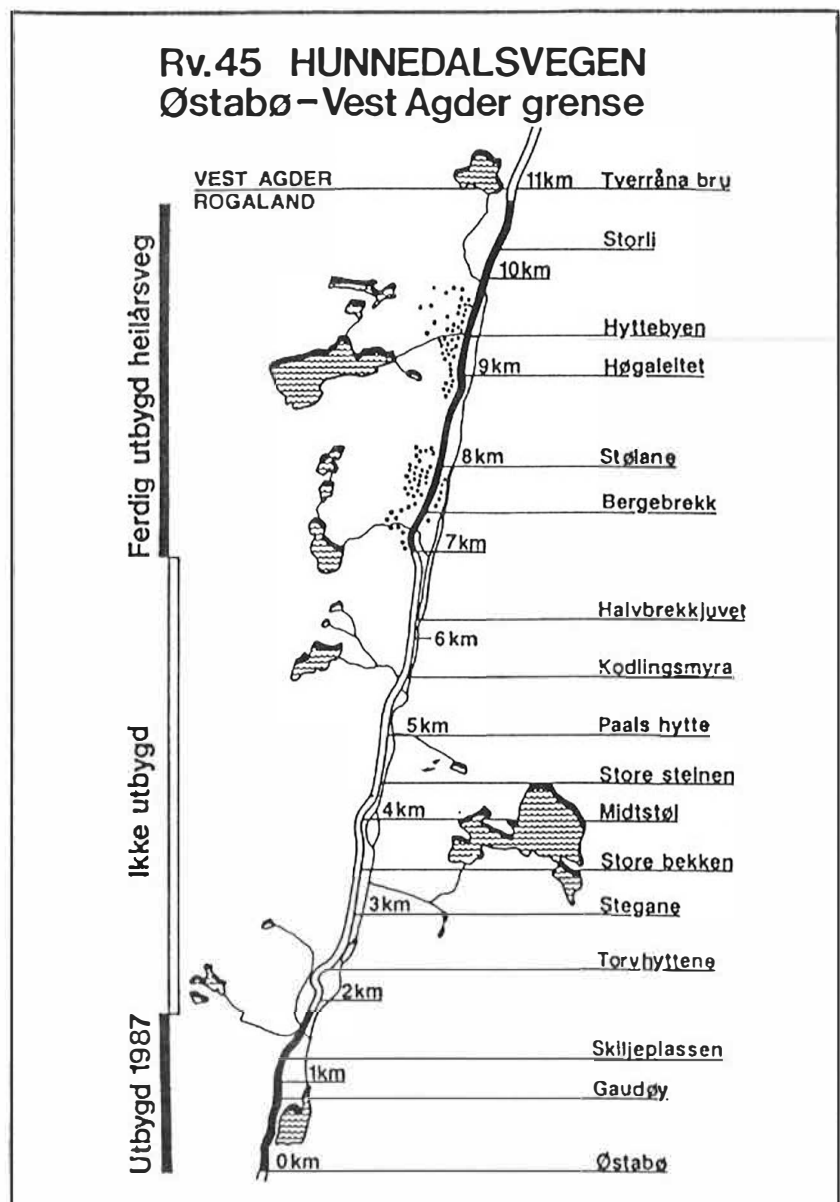 Rv.45 HUNNEDALSVEGEN
Østabø–Vest Agder grense
VEST AGDER
ROGALAND
11km Tverråna bru
Storli
10km
Hyttebyen
9km Høgaleitet
8km Stølane
Bergebrekk
7km
Halvbrekkjuvet
6km
Kodlingsmyra
5km Paals hytte
Store steinen
4km Midtstøl
Store bekken
3km Stegane
Torvhyttene
2km
Skiljeplassen
1km
Gaudøy
0km Østabø
Ferdig utbygd heilårsveg
Ikke utbygd
Utbygd 1987